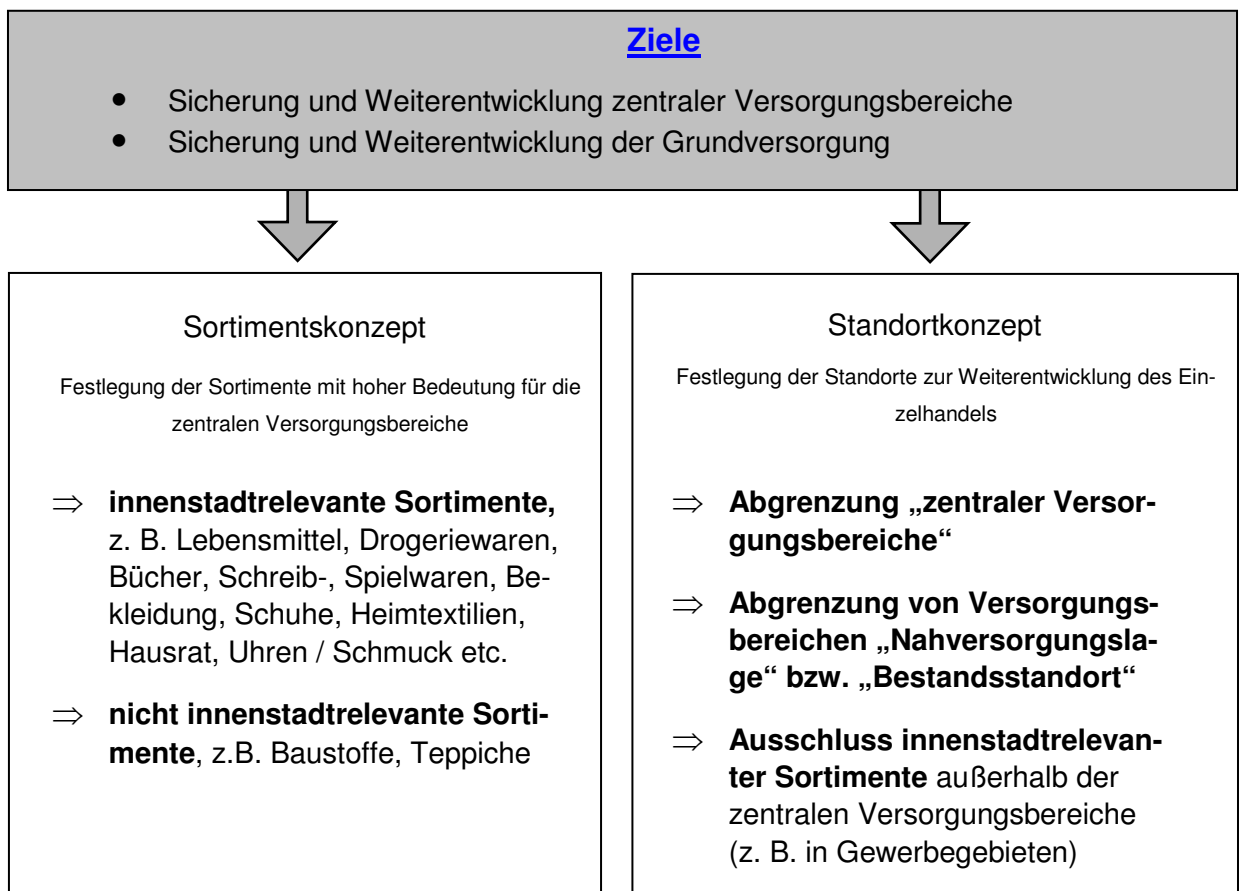 Ziele
● Sicherung und Weiterentwicklung zentraler Versorgungsbereiche
● Sicherung und Weiterentwicklung der Grundversorgung
Sortimentskonzept
Festlegung der Sortimente mit hoher Bedeutung für die
zentralen Versorgungsbereiche
⇒ innenstadtrelevante Sortimente,
z. B. Lebensmittel, Drogeriewaren,
Bücher, Schreib-, Spielwaren, Be-
kleidung, Schuhe, Heimtextilien,
Hausrat, Uhren / Schmuck etc.
⇒ nicht innenstadtrelevante Sorti-
mente, z.B. Baustoffe, Teppiche
Standortkonzept
Festlegung der Standorte zur Weiterentwicklung des Ein-
zelhandels
⇒ Abgrenzung „zentraler Versor-
gungsbereiche“
⇒ Abgrenzung von Versorgungs-
bereichen „Nahversorgungsla-
ge“ bzw. „Bestandsstandort“
⇒ Ausschluss innenstadtrelevan-
ter Sortimente außerhalb der
zentralen Versorgungsbereiche
(z. B. in Gewerbegebieten)